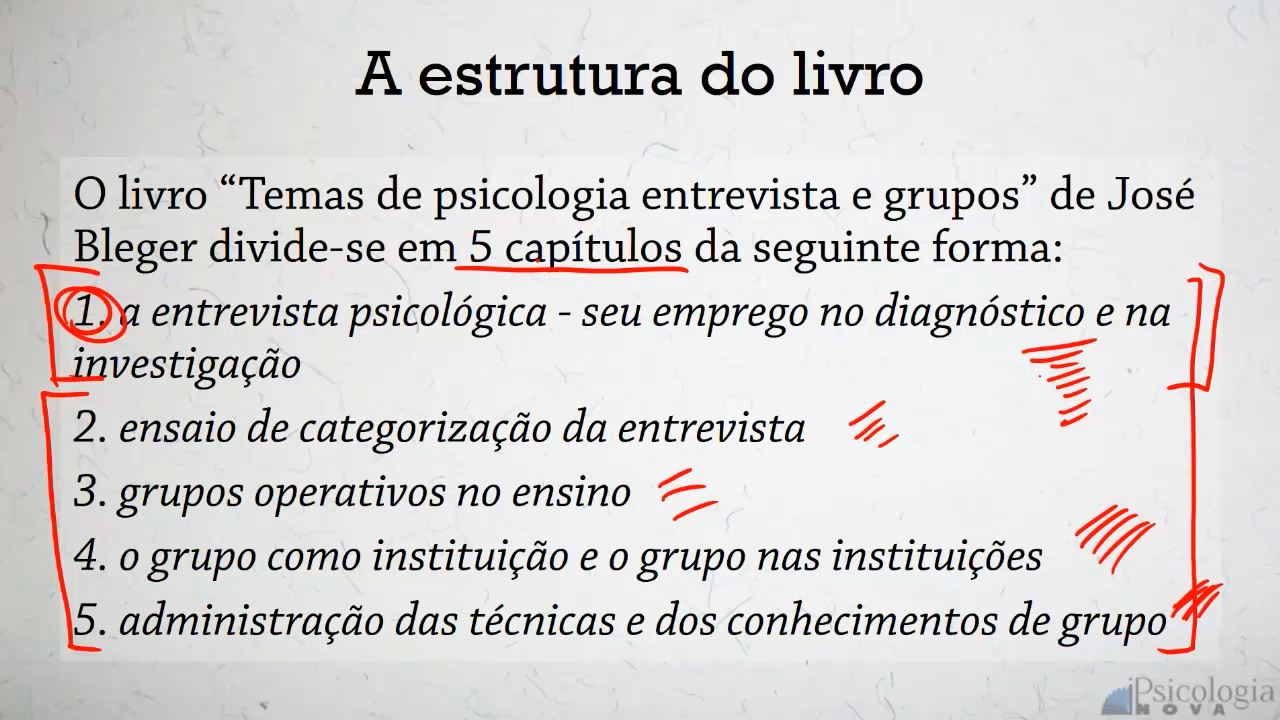 A estrutura do livro
O livro “Temas de psicologia entrevista e grupos” de José
Bleger divide-se em 5 capítulos da seguinte forma:
1. a entrevista psicológica - seu emprego no diagnóstico e na
investigação
2. ensaio de categorização da entrevista
3. grupos operativos no ensino
4. o grupo como instituição e o grupo nas instituições
5. administração das técnicas e dos conhecimentos de grupo
Psicologia
NOVA